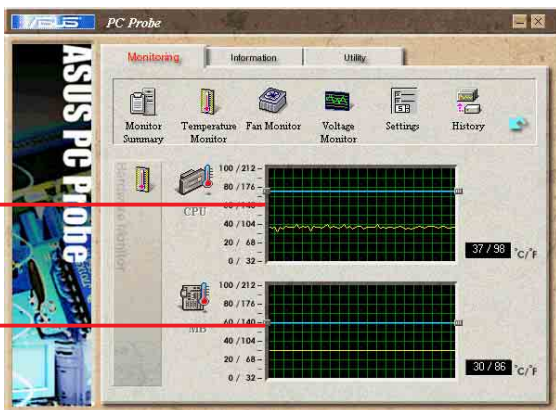 ASUS PC Probe
Monitoring Information Utility
Monitor Summary
Temperature Monitor
Fan Monitor
Voltage Monitor
Settings
History
ASUS PC Probe
Hardware Monitor
CPU
100 / 212
80 / 176
60 / 140
40 / 104
20 / 68
0 / 32
37 / 98 °C/°F
MB
100 / 212
80 / 176
60 / 140
40 / 104
20 / 68
0 / 32
30 / 86 °C/°F